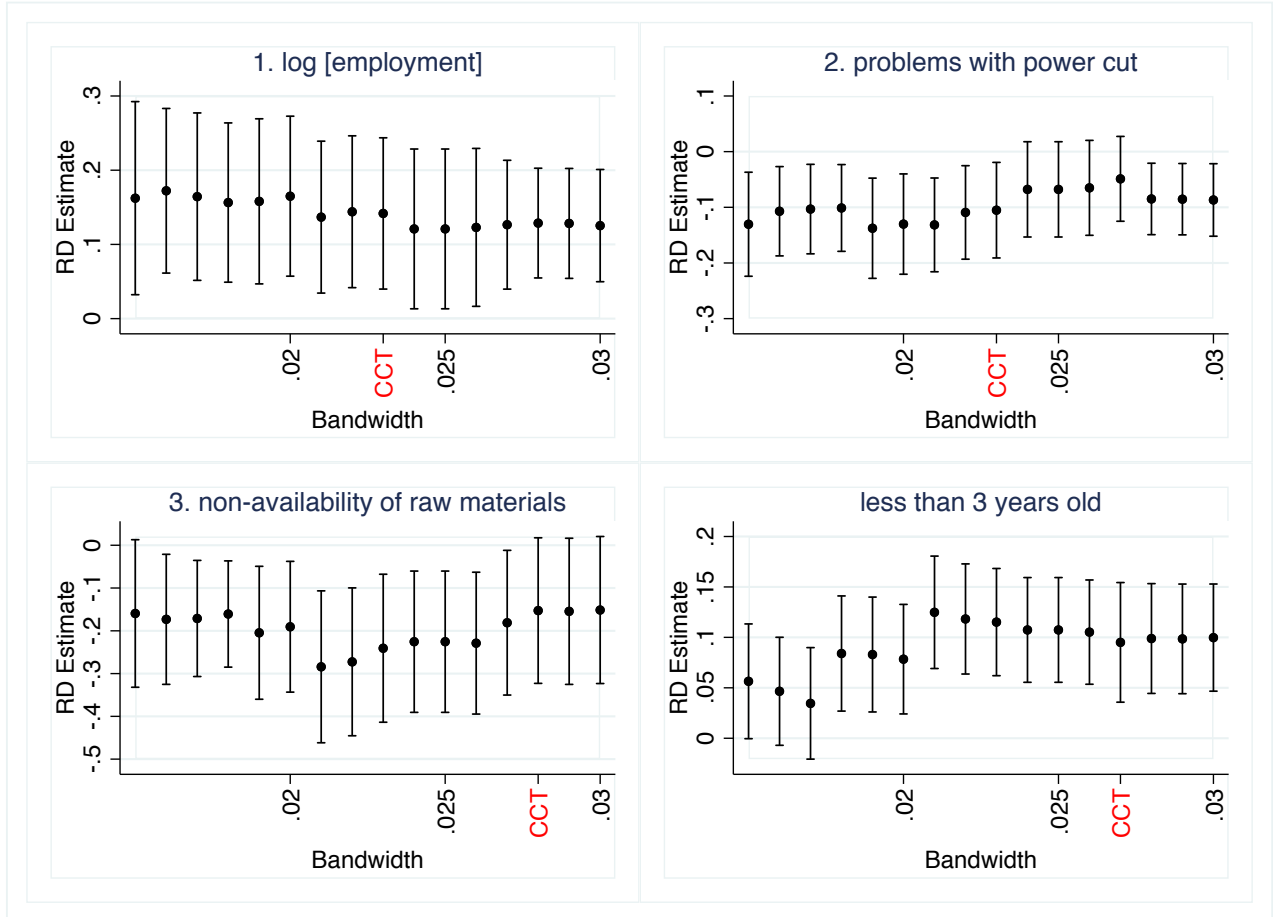 1. log [employment]
RD Estimate
.3
.2
.1
0
.02
CCT
.025
.03
Bandwidth
2. problems with power cut
RD Estimate
.1
0
-.1
-.2
-.3
.02
CCT
.025
.03
Bandwidth
3. non-availability of raw materials
RD Estimate
0
-.1
-.2
-.3
-.4
-.5
.02
.025
CCT
.03
Bandwidth
less than 3 years old
RD Estimate
.2
.15
.1
.05
0
.02
.025
CCT
.03
Bandwidth